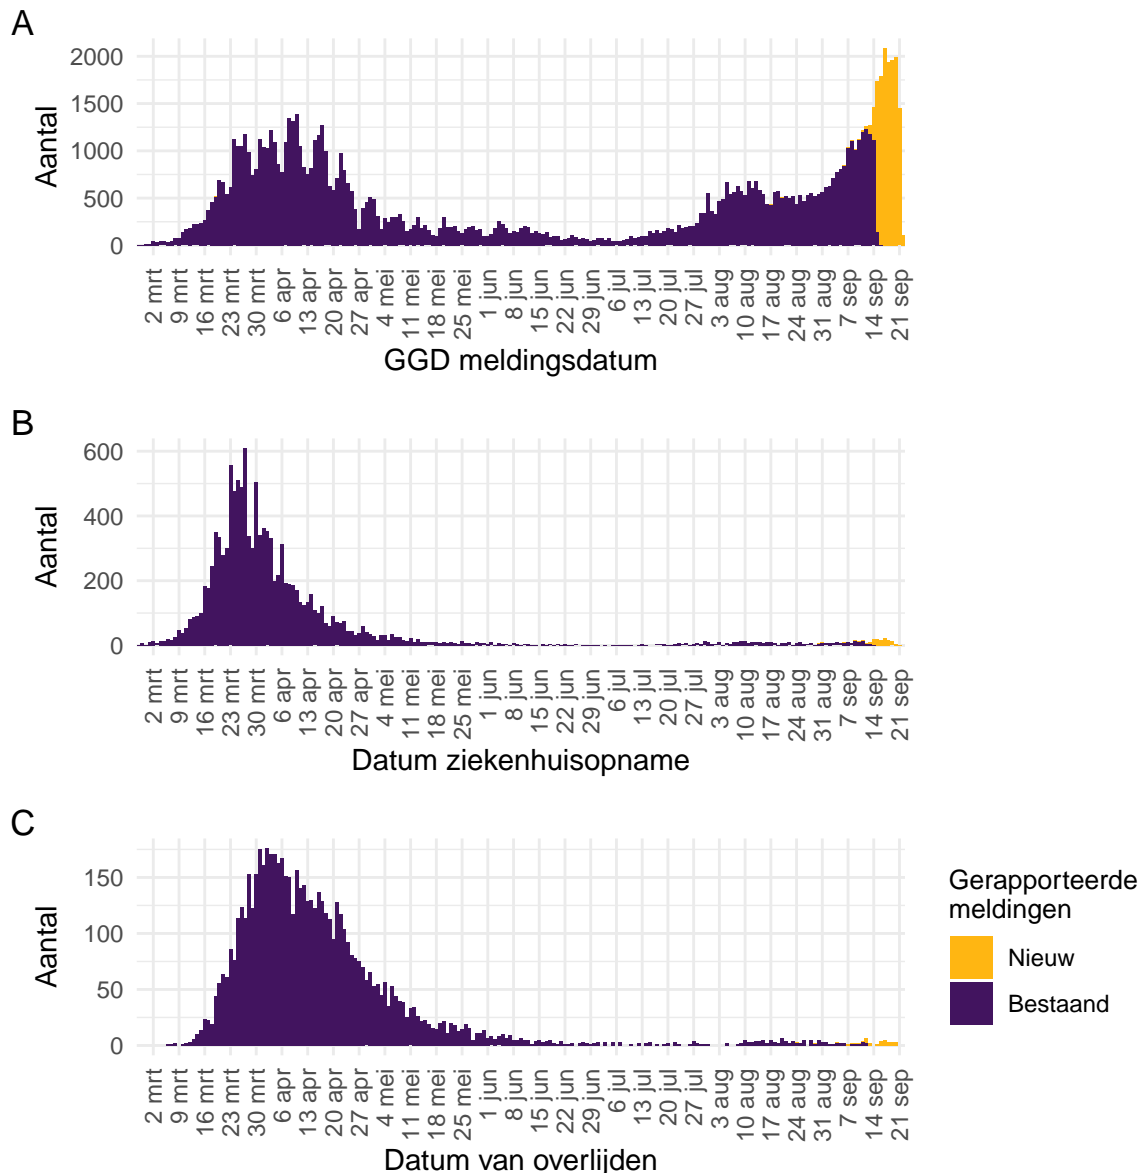 A
Aantal
2000
1500
1000
500
0
2 mrt
9 mrt
16 mrt
23 mrt
30 mrt
6 apr
13 apr
20 apr
27 apr
4 mei
11 mei
18 mei
25 mei
1 jun
8 jun
15 jun
22 jun
29 jun
6 jul
13 jul
20 jul
27 jul
3 aug
10 aug
17 aug
24 aug
31 aug
7 sep
14 sep
21 sep
GGD meldingsdatum
B
Aantal
600
400
200
0
2 mrt
9 mrt
16 mrt
23 mrt
30 mrt
6 apr
13 apr
20 apr
27 apr
4 mei
11 mei
18 mei
25 mei
1 jun
8 jun
15 jun
22 jun
29 jun
6 jul
13 jul
20 jul
27 jul
3 aug
10 aug
17 aug
24 aug
31 aug
7 sep
14 sep
21 sep
Datum ziekenhuisopname
C
Aantal
150
100
50
0
2 mrt
9 mrt
16 mrt
23 mrt
30 mrt
6 apr
13 apr
20 apr
27 apr
4 mei
11 mei
18 mei
25 mei
1 jun
8 jun
15 jun
22 jun
29 jun
6 jul
13 jul
20 jul
27 jul
3 aug
10 aug
17 aug
24 aug
31 aug
7 sep
14 sep
21 sep
Datum van overlijden
Gerapporteerde
meldingen
Nieuw
Bestaand